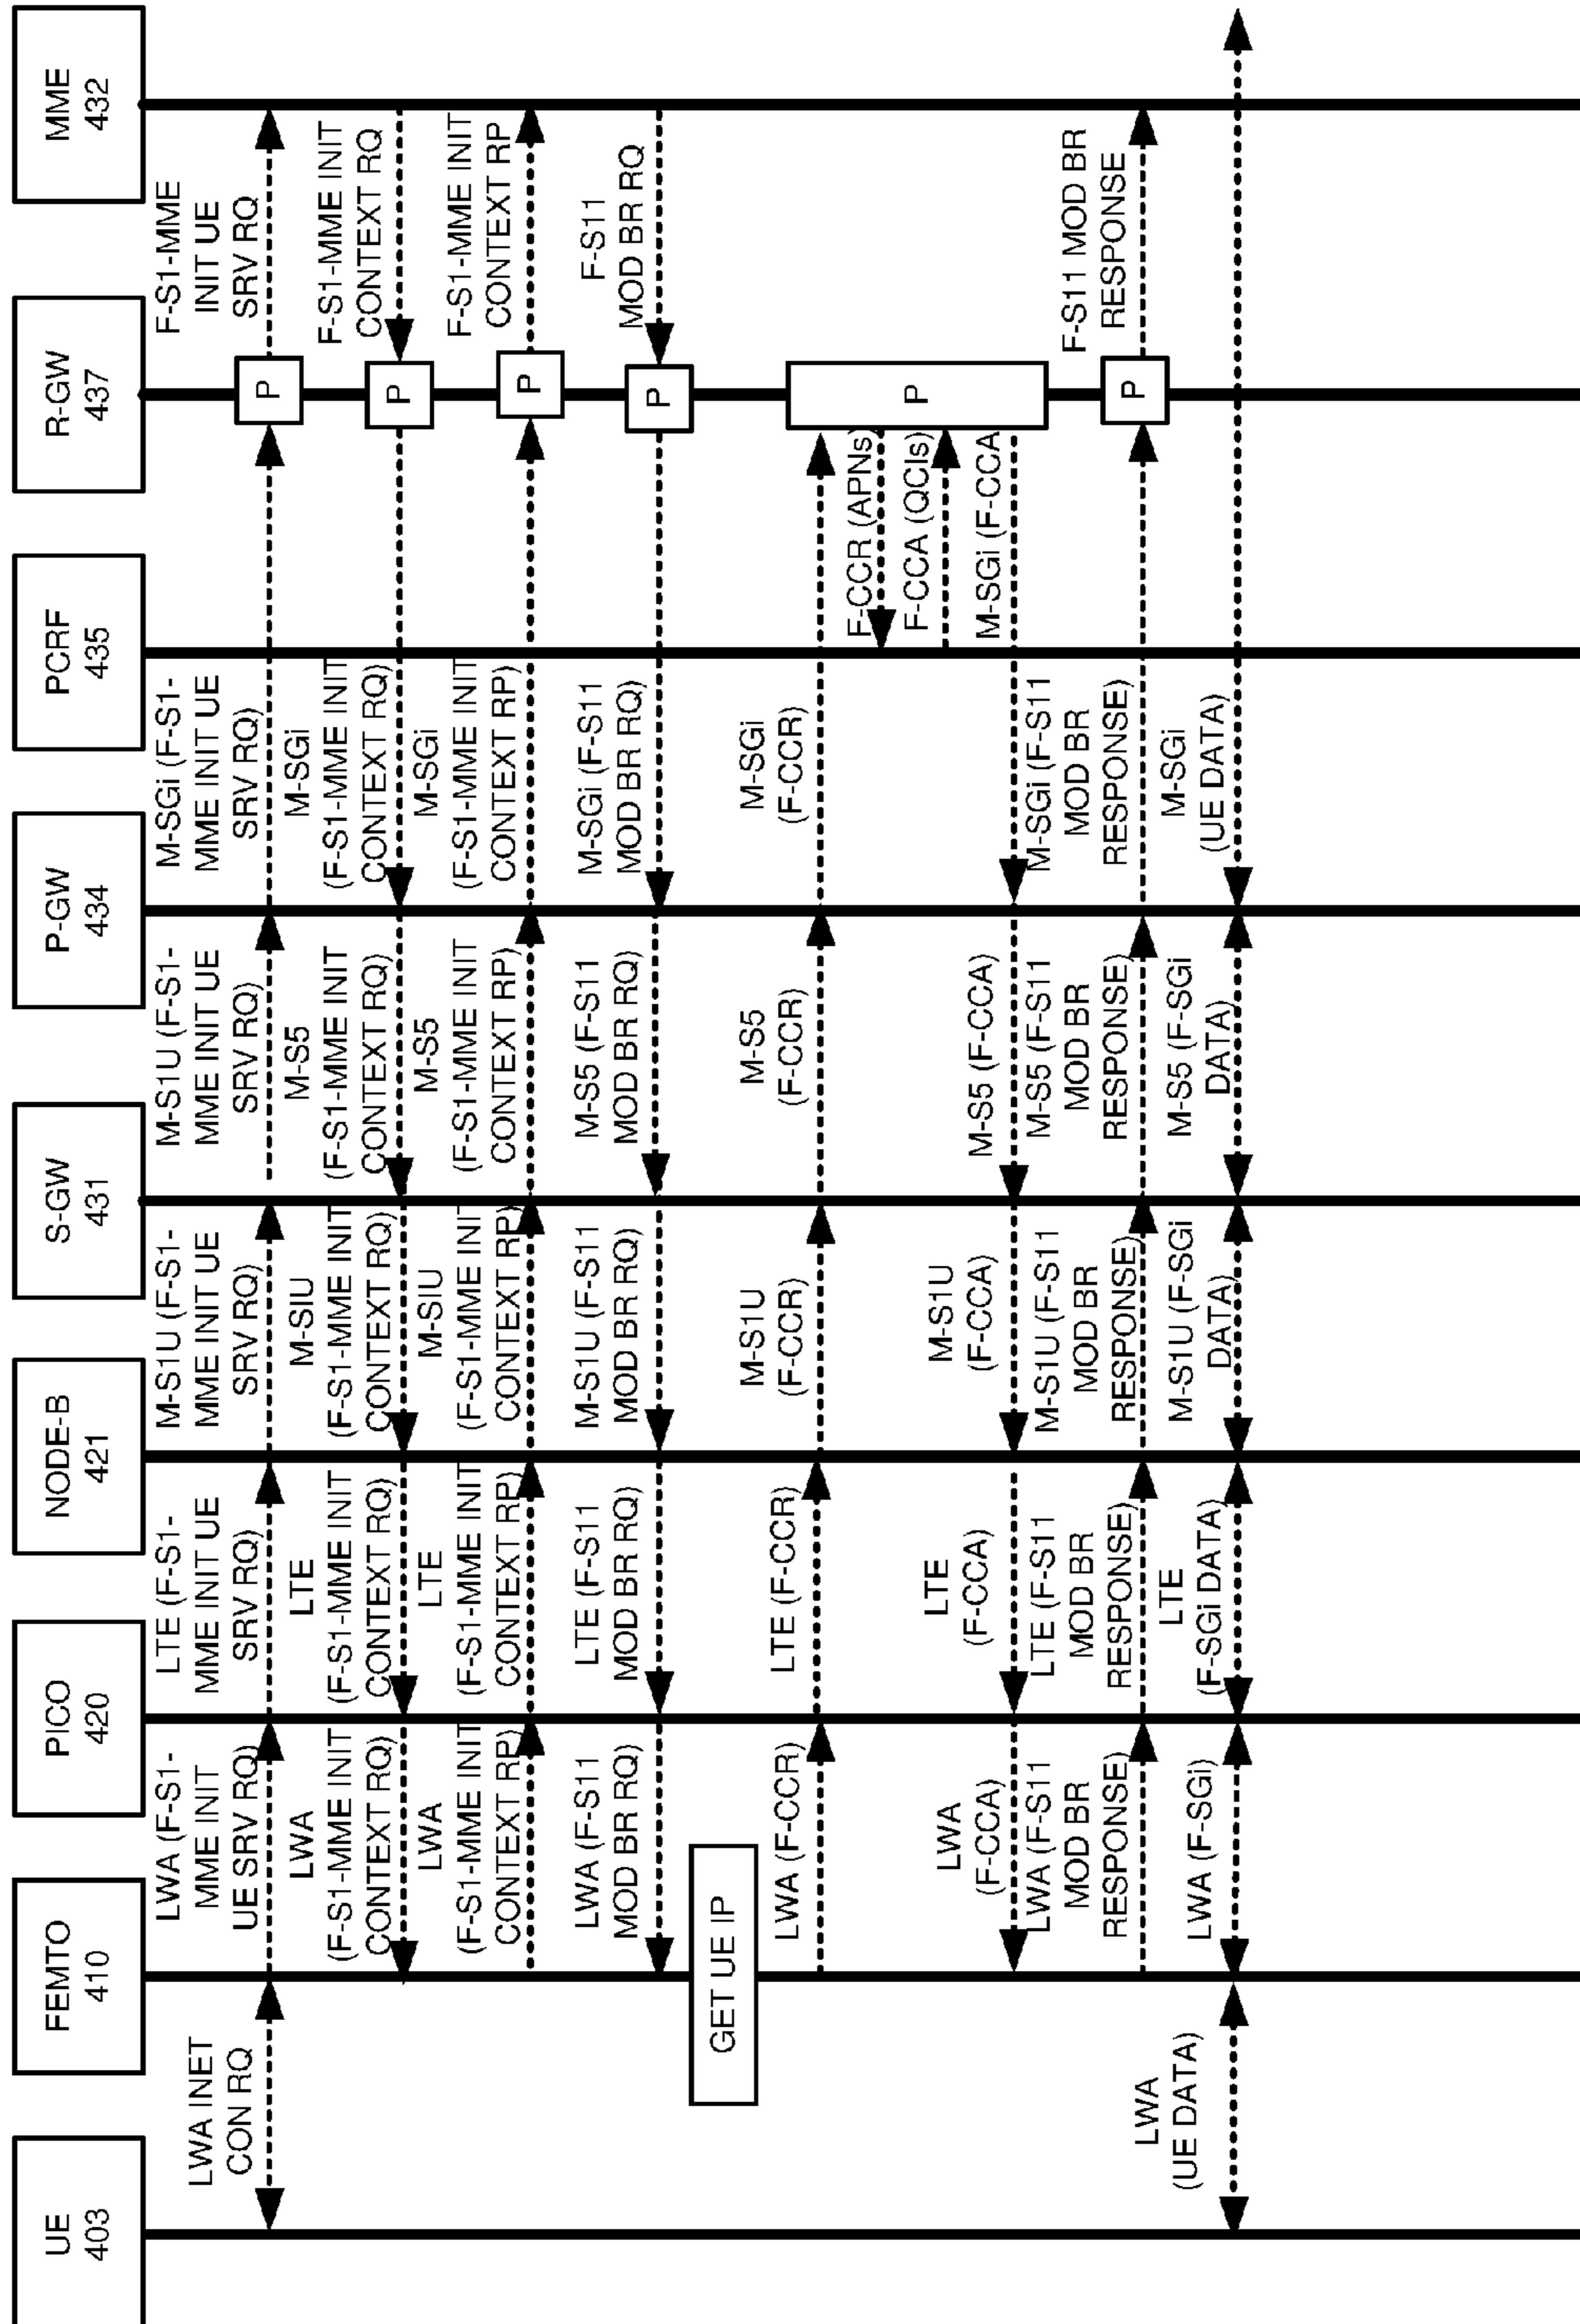 UE
403
FEMTO
410
PICO
420
NODE-B
421
S-GW
431
P-GW
434
PCRF
435
R-GW
437
MME
432
LWA INET
CON RQ
LWA (F-S1-
MME INIT
UE SRV RQ)
LTE (F-S1-
MME INIT UE
SRV RQ)
M-S1U (F-S1-
MME INIT UE
SRV RQ)
M-S1U (F-S1-
MME INIT UE
SRV RQ)
M-SGi (F-S1-
MME INIT UE
SRV RQ)
P
F-S1-MME
INIT UE
SRV RQ
LWA
(F-S1-MME INIT
CONTEXT RQ)
LTE
(F-S1-MME INIT
CONTEXT RQ)
M-SIU
(F-S1-MME INIT
CONTEXT RQ)
M-S5
(F-S1-MME INIT
CONTEXT RQ)
M-SGi
(F-S1-MME INIT
CONTEXT RQ)
P
F-S1-MME INIT
CONTEXT RQ
LWA
(F-S1-MME INIT
CONTEXT RP)
LTE
(F-S1-MME INIT
CONTEXT RP)
M-SIU
(F-S1-MME INIT
CONTEXT RP)
M-S5
(F-S1-MME INIT
CONTEXT RP)
M-SGi
(F-S1-MME INIT
CONTEXT RP)
P
F-S1-MME INIT
CONTEXT RP
LWA (F-S11
MOD BR RQ)
LTE (F-S11
MOD BR RQ)
M-S1U (F-S11
MOD BR RQ)
M-S5 (F-S11
MOD BR RQ)
M-SGi (F-S11
MOD BR RQ)
P
F-S11
MOD BR RQ
GET UE IP
LWA (F-CCR)
LTE (F-CCR)
M-S1U
(F-CCR)
M-S5
(F-CCR)
M-SGi
(F-CCR)
P
F-CCR (APNs)
F-CCA (QCIs)
M-SGi (F-CCA
LWA
(F-CCA)
LTE
(F-CCA)
M-S1U
(F-CCA)
M-S5 (F-CCA)
LWA (F-S11
MOD BR
RESPONSE)
LTE (F-S11
MOD BR
RESPONSE)
M-S1U (F-S11
MOD BR
RESPONSE)
M-S5 (F-S11
MOD BR
RESPONSE)
M-SGi (F-S11
MOD BR
RESPONSE)
P
F-S11 MOD BR
RESPONSE
LWA
(UE DATA)
LWA (F-SGi)
LTE
(F-SGi DATA)
M-S1U (F-SGi
DATA)
M-S5 (F-SGi
DATA)
M-SGi
(UE DATA)